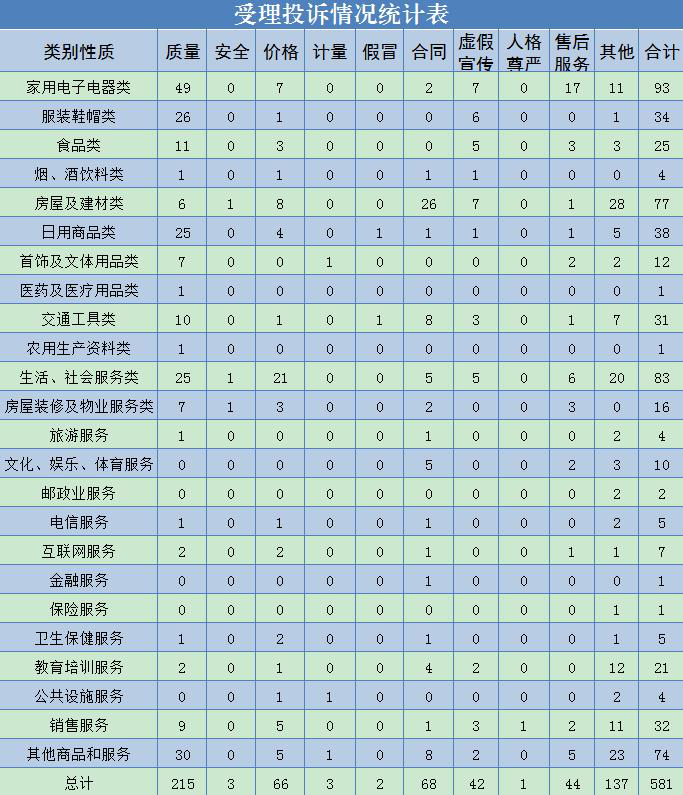 受理投诉情况统计表
类别性质 质量 安全 价格 计量 假冒 合同 虚假宣传 人格尊严 售后服务 其他 合计
家用电子电器类 49 0 7 0 0 2 7 0 17 11 93
服装鞋帽类 26 0 1 0 0 0 6 0 0 1 34
食品类 11 0 3 0 0 0 5 0 3 3 25
烟、酒饮料类 1 0 1 0 0 1 1 0 0 0 4
房屋及建材类 6 1 8 0 0 26 7 0 1 28 77
日用商品类 25 0 4 0 1 1 1 0 1 5 38
首饰及文体用品类 7 0 0 1 0 0 0 0 2 2 12
医药及医疗用品类 1 0 0 0 0 0 0 0 0 0 1
交通工具类 10 0 1 0 1 8 3 0 1 7 31
农用生产资料类 1 0 0 0 0 0 0 0 0 0 1
生活、社会服务类 25 1 21 0 0 5 5 0 6 20 83
房屋装修及物业服务类 7 1 3 0 0 2 0 0 3 0 16
旅游服务 1 0 0 0 0 1 0 0 0 2 4
文化、娱乐、体育服务 0 0 0 0 0 5 0 0 2 3 10
邮政业服务 0 0 0 0 0 0 0 0 0 2 2
电信服务 1 0 1 0 0 1 0 0 0 2 5
互联网服务 2 0 2 0 0 1 0 0 1 1 7
金融服务 0 0 0 0 0 1 0 0 0 0 1
保险服务 0 0 0 0 0 0 0 0 0 1 1
卫生保健服务 1 0 2 0 0 1 0 0 0 1 5
教育培训服务 2 0 1 0 0 4 2 0 0 12 21
公共设施服务 0 0 1 1 0 0 0 0 0 2 4
销售服务 9 0 5 0 0 1 3 1 2 11 32
其他商品和服务 30 0 5 1 0 8 2 0 5 23 74
总计 215 3 66 3 2 68 42 1 44 137 581